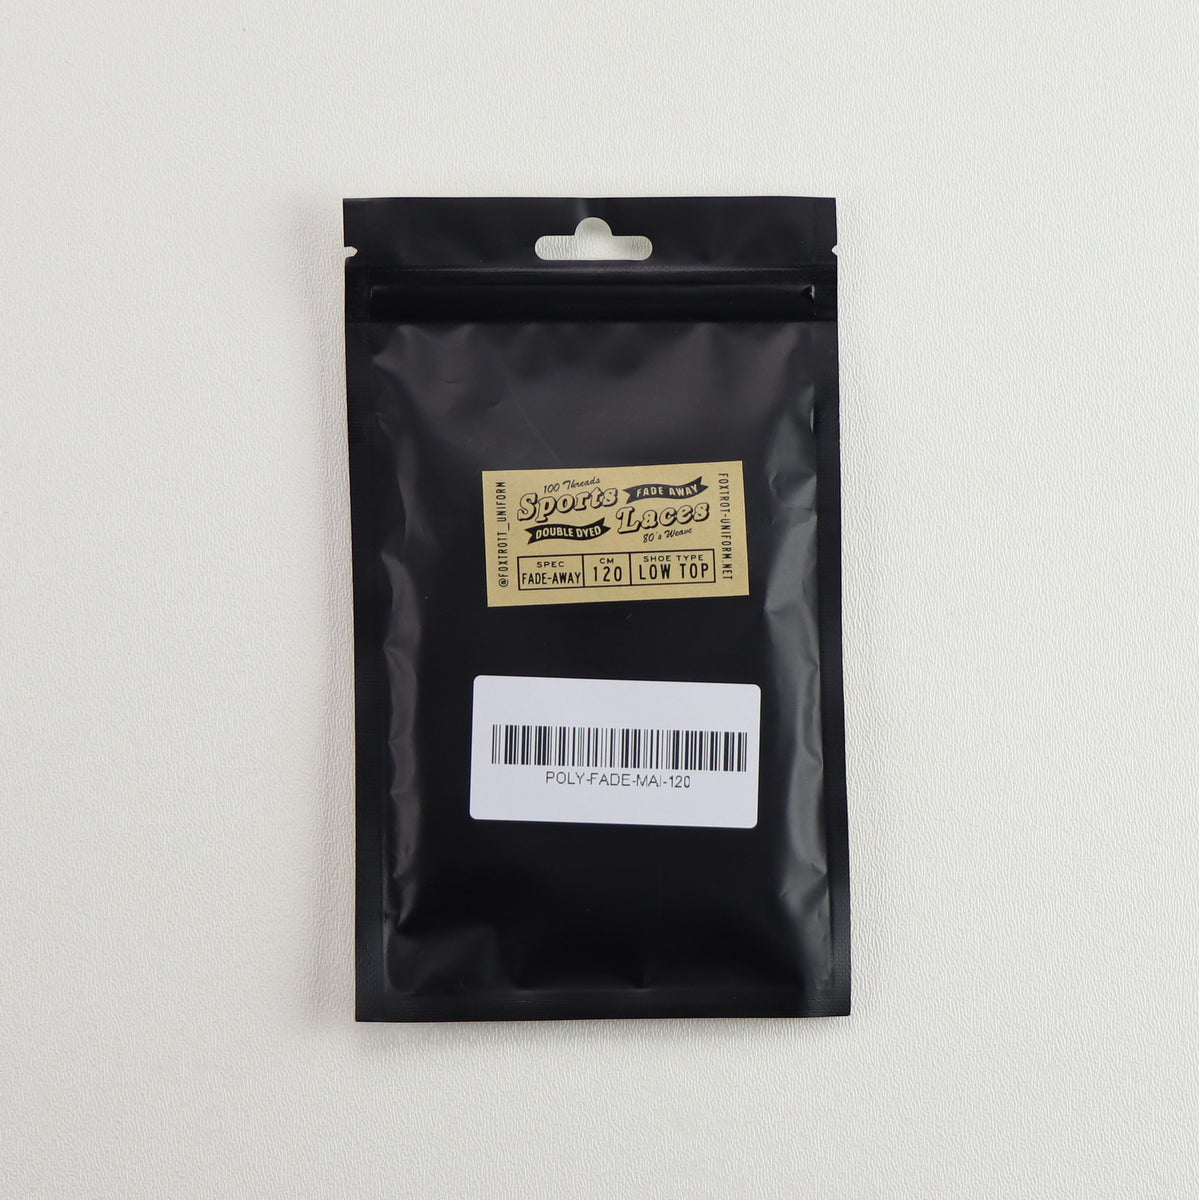 @FOXTROTT_UNIFORM
100 Threads
Sports
FADE AWAY
DOUBLE DYED
Laces
80's Weave
SPEC
FADE-AWAY
CM
120
SHOE TYPE
LOW TOP
FOXTROT-UNIFORM.NET
POLY-FADE-MAI-120